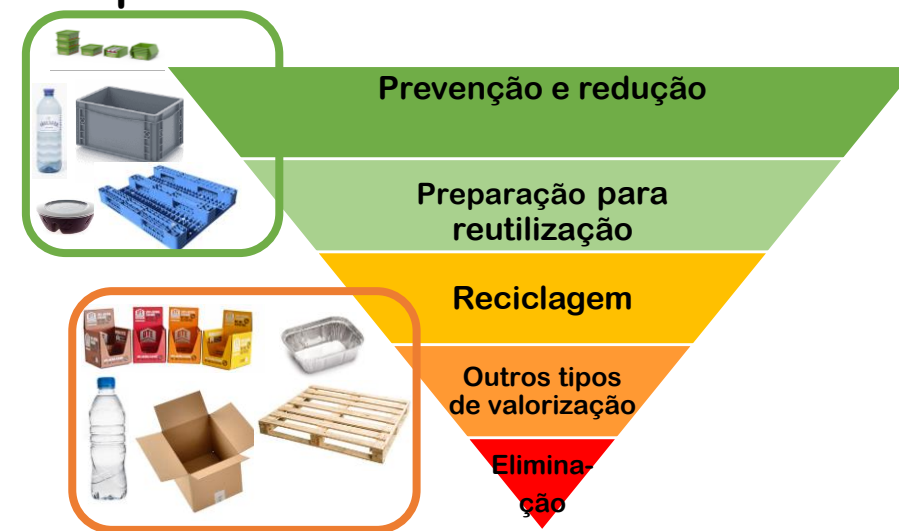 Prevenção e redução
Preparação para
reutilização
Reciclagem
Outros tipos
de valorização
Elimina-
ção